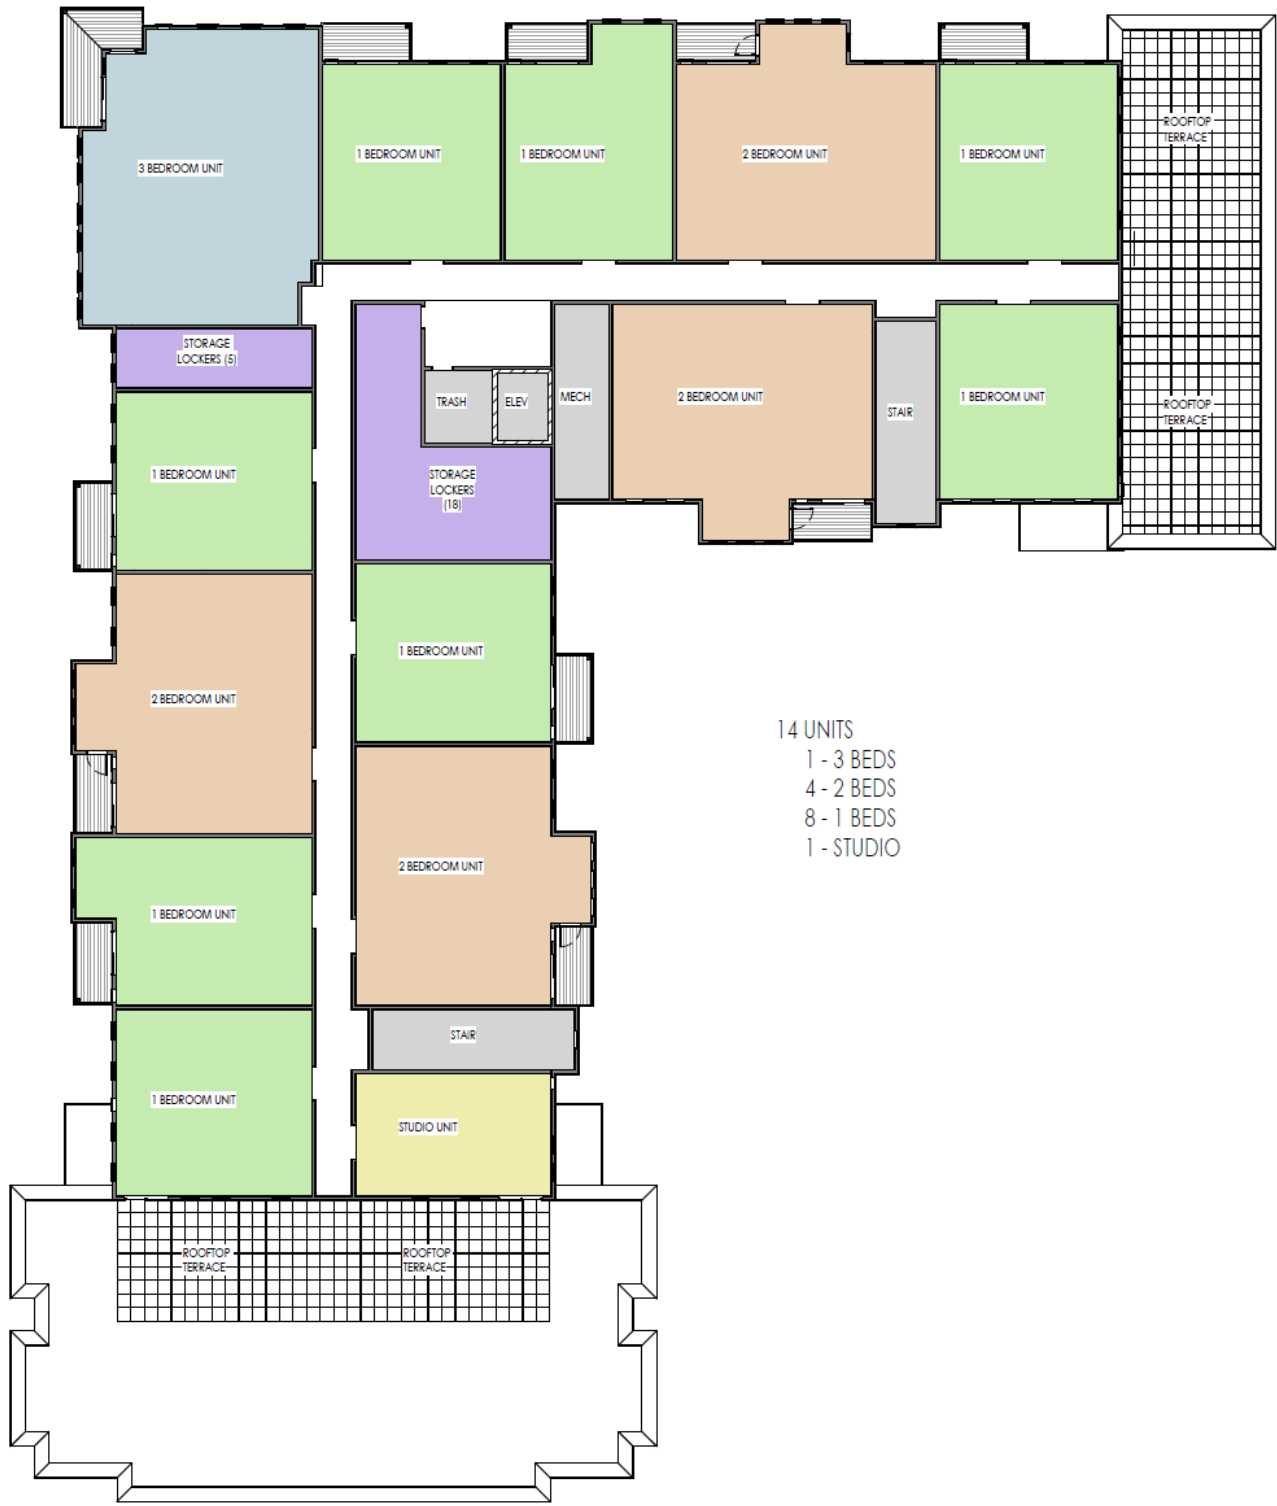 ROOFTOP
TERRACE
3 BEDROOM UNIT
1 BEDROOM UNIT
1 BEDROOM UNIT
2 BEDROOM UNIT
1 BEDROOM UNIT
STORAGE
LOCKERS (5)
TRASH
ELEV
MECH
2 BEDROOM UNIT
STAIR
1 BEDROOM UNIT
ROOFTOP
TERRACE
1 BEDROOM UNIT
STORAGE
LOCKERS
(18)
1 BEDROOM UNIT
2 BEDROOM UNIT
14 UNITS
1 - 3 BEDS
4 - 2 BEDS
8 - 1 BEDS
1 - STUDIO
2 BEDROOM UNIT
1 BEDROOM UNIT
STAIR
1 BEDROOM UNIT
STUDIO UNIT
ROOFTOP
TERRACE
ROOFTOP
TERRACE